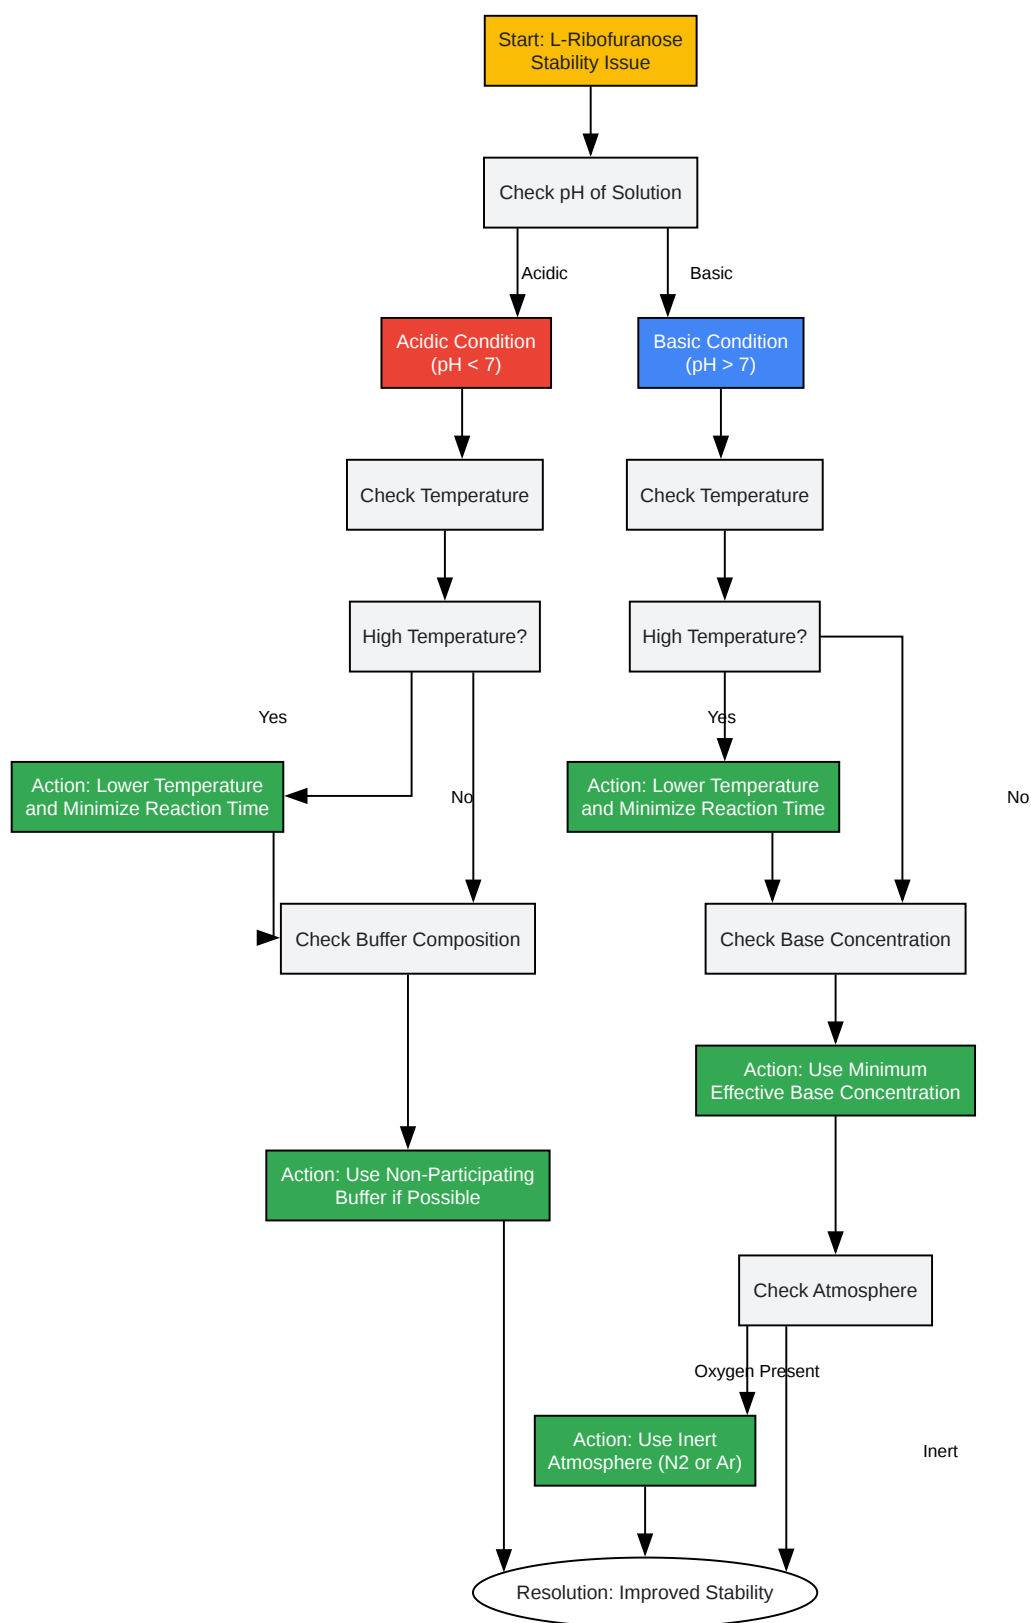 Start: L-Ribofuranose
Stability Issue
Check pH of Solution
Acidic
Basic
Acidic Condition
(pH < 7)
Basic Condition
(pH > 7)
Check Temperature
Check Temperature
High Temperature?
High Temperature?
Yes
Yes
Action: Lower Temperature
and Minimize Reaction Time
No
Action: Lower Temperature
and Minimize Reaction Time
No
Check Buffer Composition
Check Base Concentration
Action: Use Minimum
Effective Base Concentration
Action: Use Non-Participating
Buffer if Possible
Check Atmosphere
Oxygen Present
Action: Use Inert
Atmosphere (N2 or Ar)
Inert
Resolution: Improved Stability